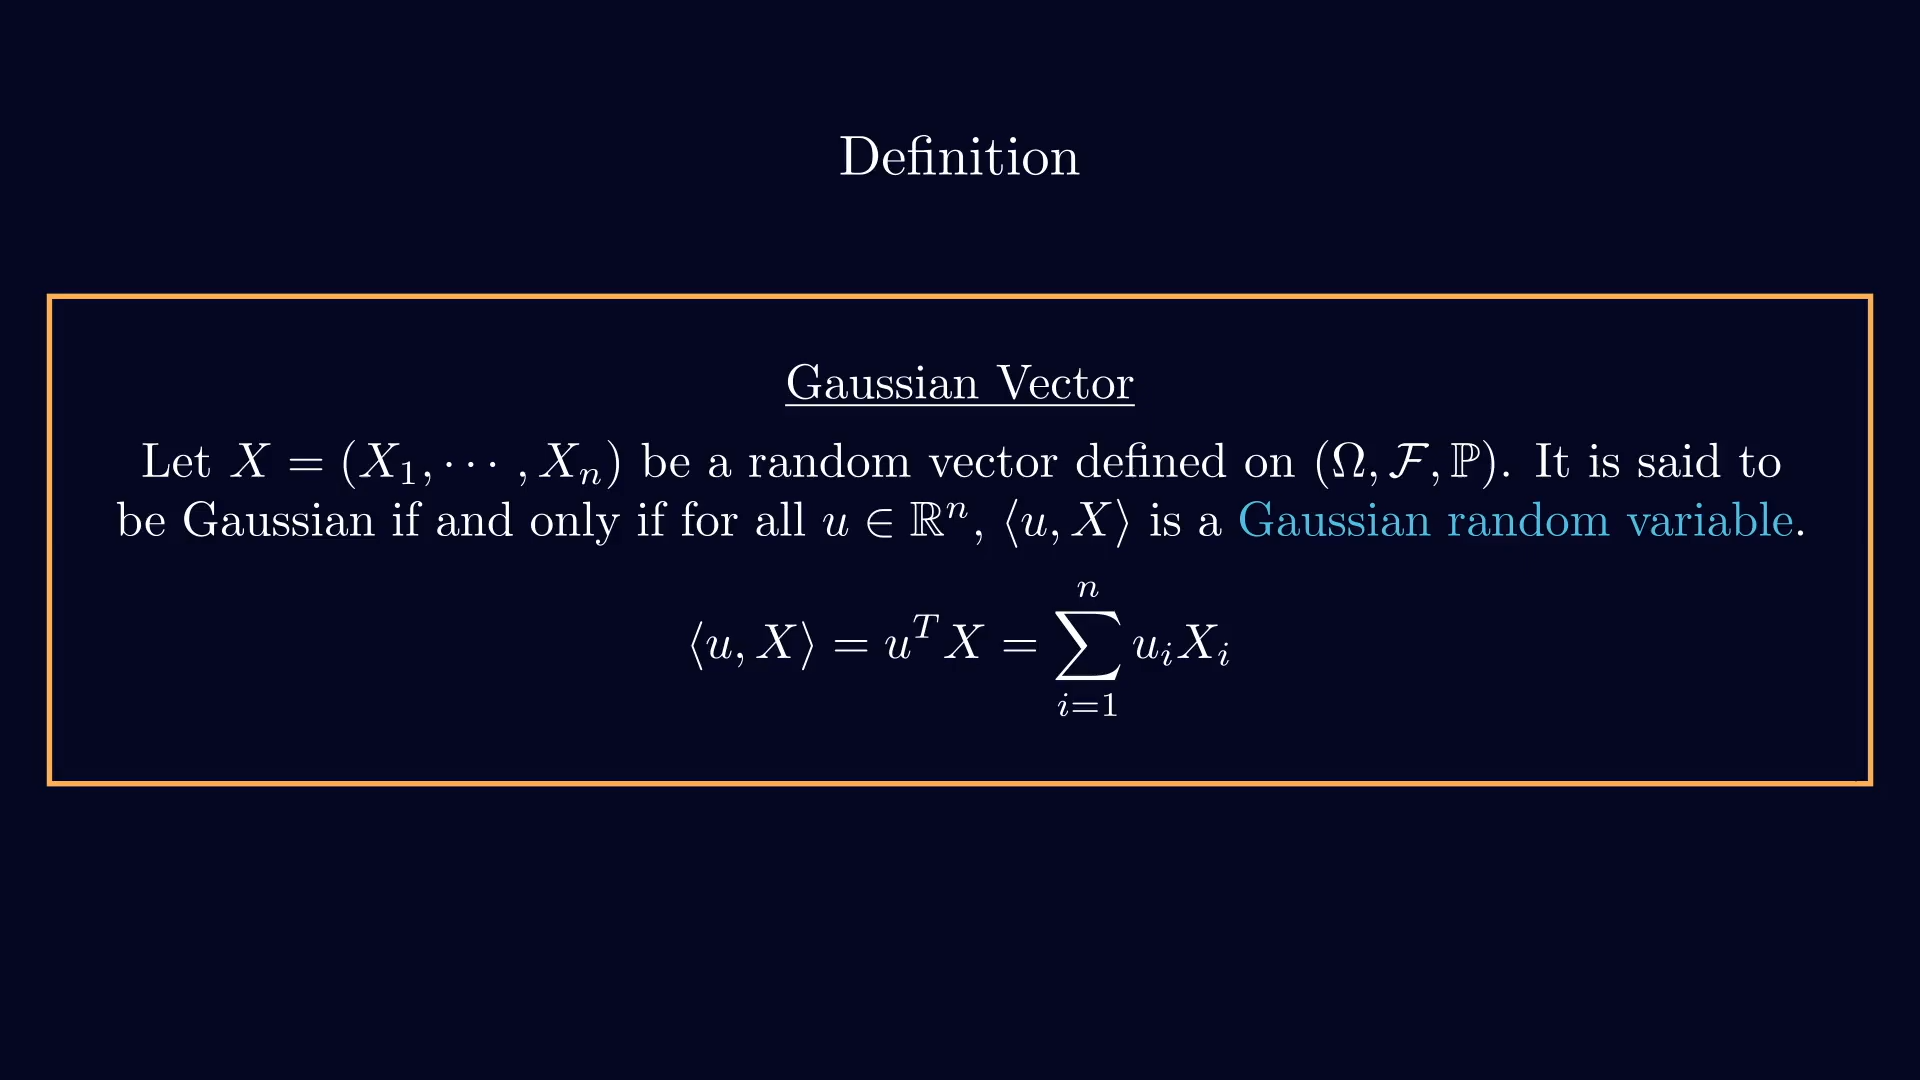 Definition
Gaussian Vector
Let X = (X₁, ⋯ , Xₙ) be a random vector defined on (Ω, ℱ, ℙ). It is said to
be Gaussian if and only if for all u ∈ ℝⁿ, ⟨u, X⟩ is a Gaussian random variable.
⟨u, X⟩ = uᵀX = ∑ᵢ₌₁ⁿ uᵢXᵢ